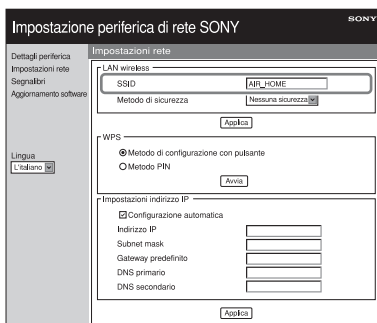 Impostazione periferica di rete SONY
SONY
Dettagli periferica
Impostazioni rete
Segnalibri
Aggiornamento software
Lingua
L'italiano
Impostazioni rete
LAN wireless
SSID AIR_HOME
Metodo di sicurezza Nessuna sicurezza
Applica
WPS
Metodo di configurazione con pulsante
Metodo PIN
Avvia
Impostazioni indirizzo IP
Configurazione automatica
Indirizzo IP
Subnet mask
Gateway predefinito
DNS primario
DNS secondario
Applica